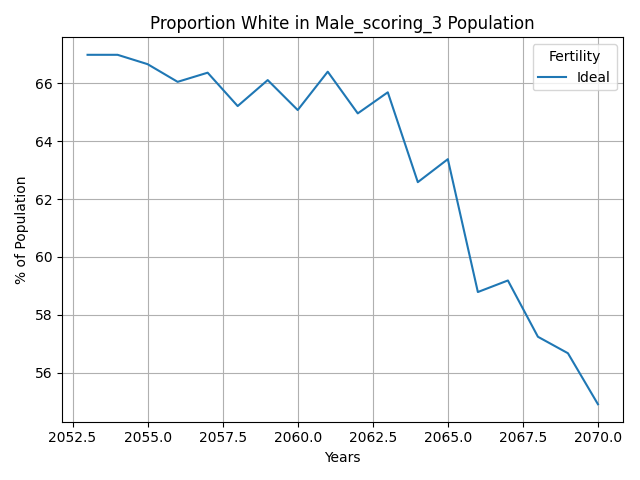 Proportion White in Male_scoring_3 Population
Fertility
Ideal
% of Population
66
64
62
60
58
56
2052.5 2055.0 2057.5 2060.0 2062.5 2065.0 2067.5 2070.0
Years